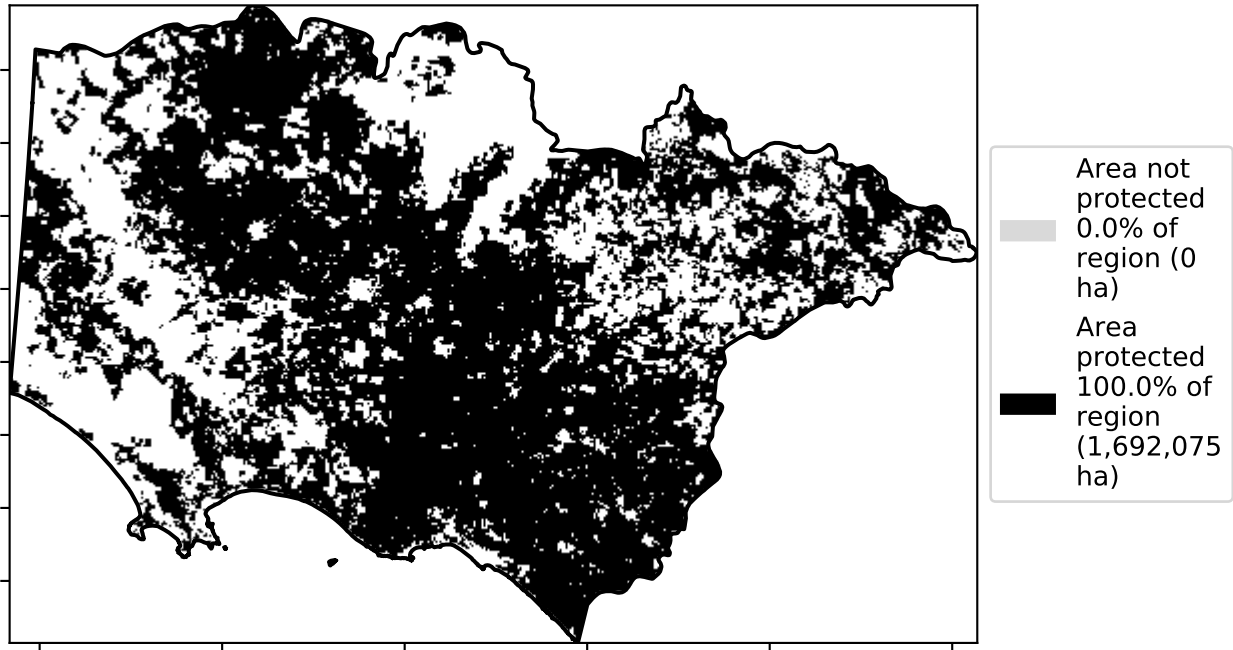 Area not
protected
0.0% of
region (0
ha)
Area
protected
100.0% of
region
(1,692,075
ha)